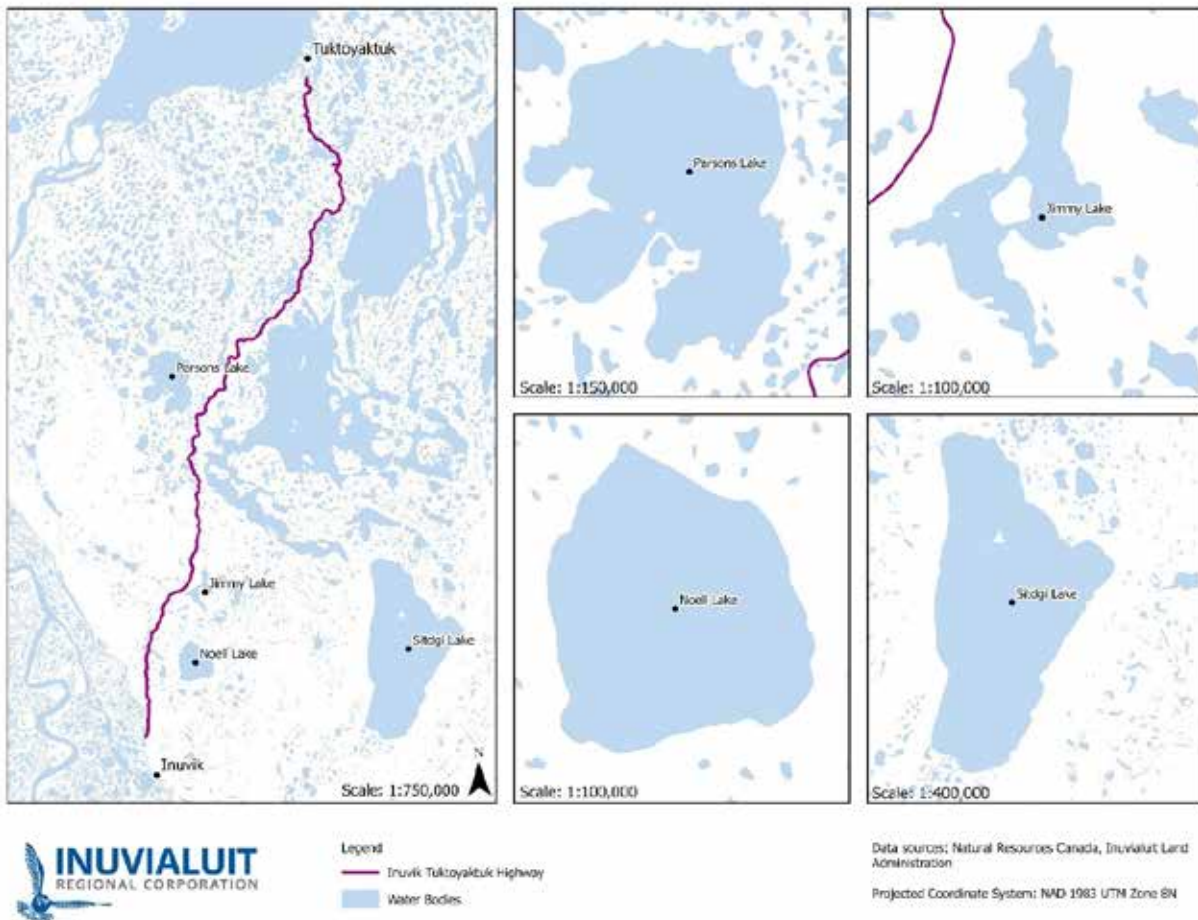 Tuktoyaktuk
Parsons Lake
Jimmy Lake
Noell Lake
Sitdgi Lake
Inuvik
N
Scale: 1:750,000
Parsons Lake
Scale: 1:150,000
Jimmy Lake
Scale: 1:100,000
Noell Lake
Scale: 1:100,000
Sitdgi Lake
Scale: 1:400,000
INUVIALUIT
REGIONAL CORPORATION
Legend
Inuvik Tuktoyaktuk Highway
Water Bodies
Data sources: Natural Resources Canada, Inuvialuit Land
Administration
Projected Coordinate System: NAD 1983 UTM Zone 8N